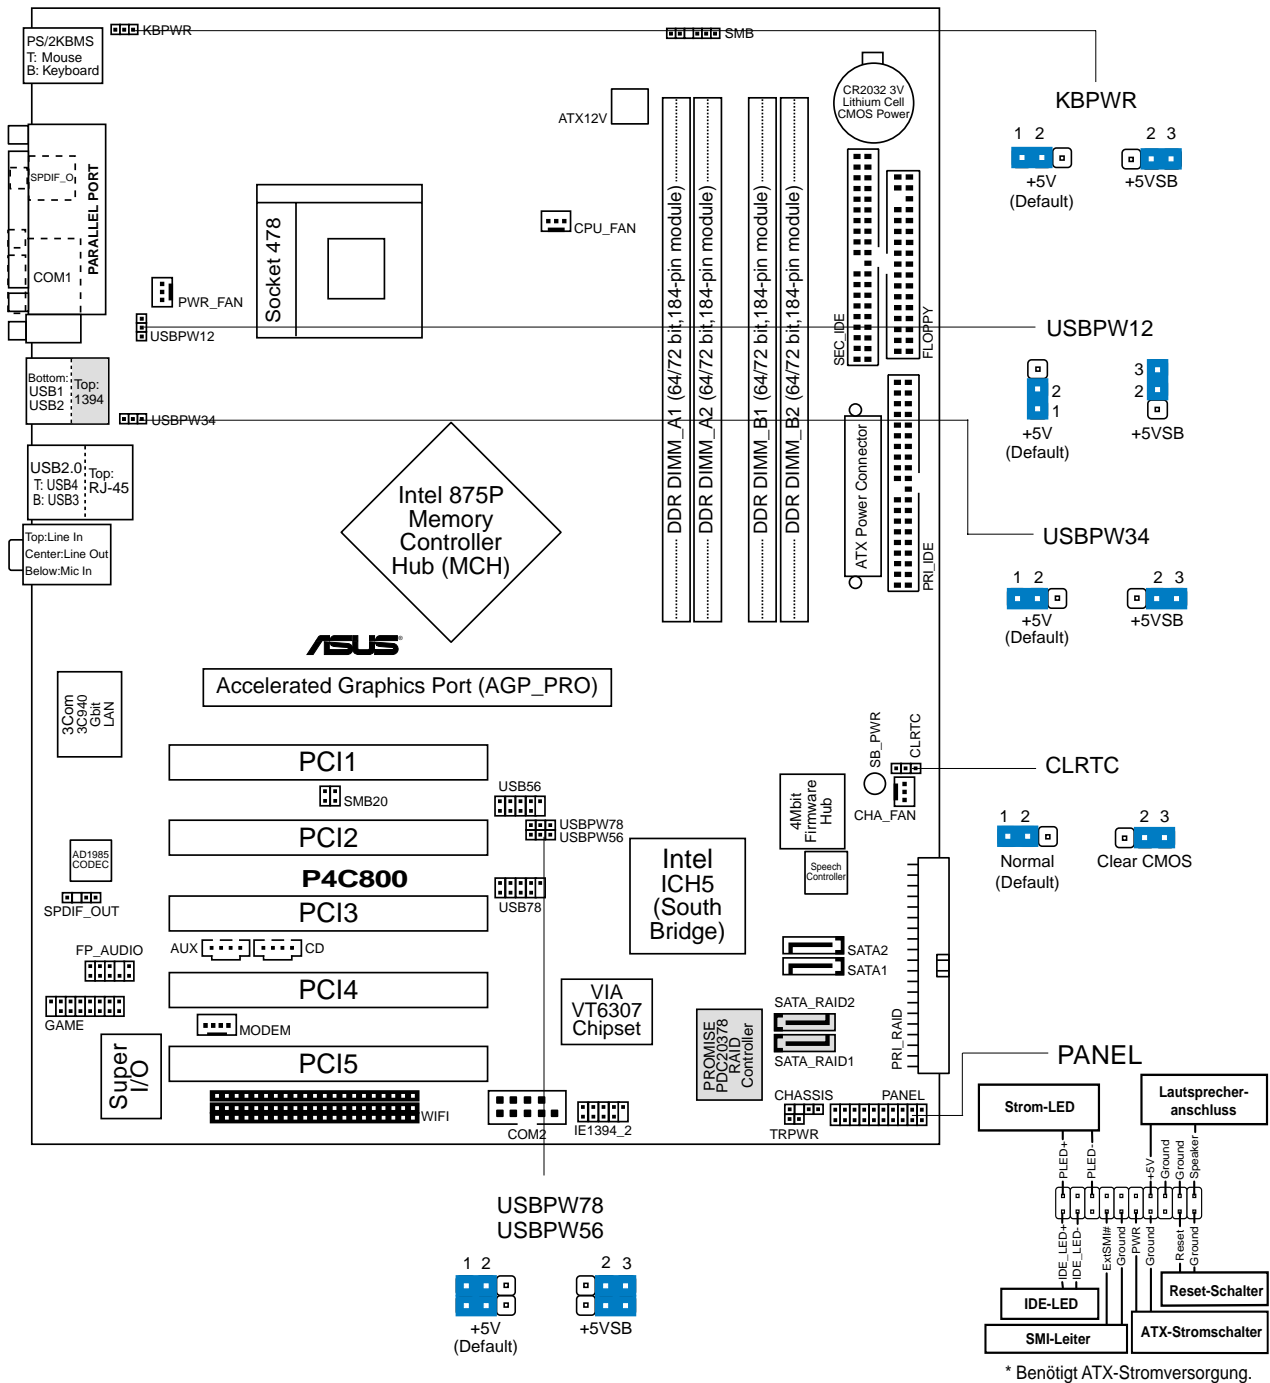 PS/2KBMS
T: Mouse
B: Keyboard
KBPWR
SMB
CR2032 3V
Lithium Cell
CMOS Power
ATX12V
KBPWR
1 2
2 3
+5V
(Default)
+5VSB
SPDIF_O
PARALLEL PORT
COM1
PWR_FAN
USBPW12
Socket 478
CPU_FAN
DDR DIMM_A1 (64/72 bit,184-pin module)
DDR DIMM_A2 (64/72 bit,184-pin module)
DDR DIMM_B1 (64/72 bit,184-pin module)
DDR DIMM_B2 (64/72 bit,184-pin module)
SEC_IDE
FLOPPY
USBPW12
2
1
3
2
+5V
(Default)
+5VSB
Bottom:
USB1
USB2
Top:
1394
USBPW34
USB2.0
T: USB4
B: USB3
Top:
RJ-45
Top:Line In
Center:Line Out
Below:Mic In
Intel 875P
Memory
Controller
Hub (MCH)
ATX Power Connector
PRI_IDE
USBPW34
1 2
2 3
+5V
(Default)
+5VSB
ASUS®
Accelerated Graphics Port (AGP_PRO)
3Com
3C940
Gbit
LAN
PCI1
SMB20
USB56
USBPW78
USBPW56
PCI2
P4C800
AD1985
CODEC
SPDIF_OUT
PCI3
USB78
Intel
ICH5
(South
Bridge)
4Mbit
Firmware
Hub
Speech
Controller
SB_PWR
CLRTC
CHA_FAN
CLRTC
1 2
2 3
Normal
(Default)
Clear CMOS
FP_AUDIO
AUX
CD
GAME
PCI4
MODEM
Super
I/O
PCI5
WIFI
COM2
IE1394_2
VIA
VT6307
Chipset
SATA2
SATA1
SATA_RAID2
SATA_RAID1
PROMISE
PDC20378
RAID
Controller
PRI_RAID
CHASSIS
TRPWR
PANEL
PANEL
Strom-LED
Lautsprecher-
anschluss
PLED+
PLED-
+5V
Ground
Ground
Speaker
IDE_LED+
IDE_LED-
ExtSMI#
Ground
PWR
Ground
Reset
Ground
IDE-LED
Reset-Schalter
SMI-Leiter
ATX-Stromschalter
* Benötigt ATX-Stromversorgung.
USBPW78
USBPW56
1 2
2 3
+5V
(Default)
+5VSB